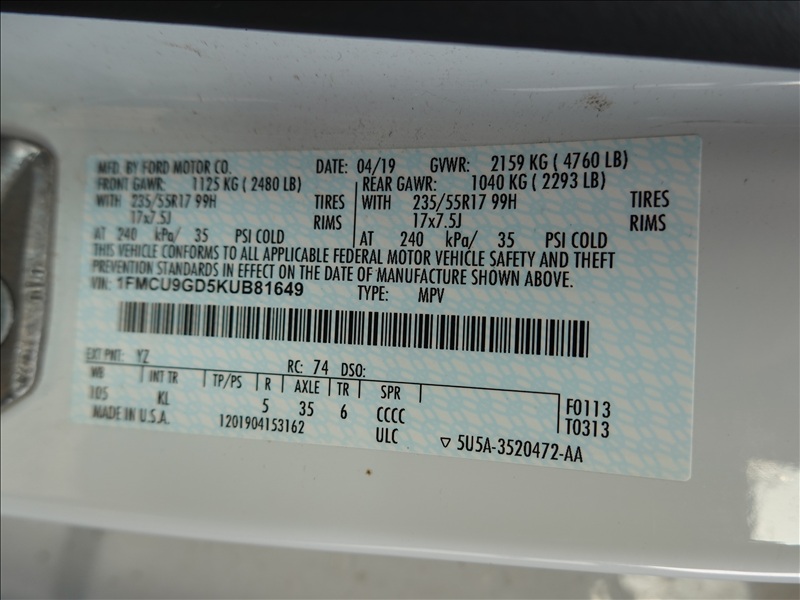 MFD. BY FORD MOTOR CO. DATE: 04/19 GVWR: 2159 KG ( 4760 LB)
FRONT GAWR: 1125 KG ( 2480 LB) REAR GAWR: 1040 KG ( 2293 LB)
WITH 235/55R17 99H TIRES WITH 235/55R17 99H TIRES
17x7.5J RIMS 17x7.5J RIMS
AT 240 kPa/ 35 PSI COLD AT 240 kPa/ 35 PSI COLD
THIS VEHICLE CONFORMS TO ALL APPLICABLE FEDERAL MOTOR VEHICLE SAFETY AND THEFT
PREVENTION STANDARDS IN EFFECT ON THE DATE OF MANUFACTURE SHOWN ABOVE.
VIN: 1FMCU9GD5KUB81649 TYPE: MPV
EXT PNT: YZ RC: 74 DSO:
WB INT TR TP/PS R AXLE TR SPR
105 KL 5 35 6 CCCC F0113
MADE IN U.S.A. 1201904153162 ULC T0313
▽ 5U5A-3520472-AA